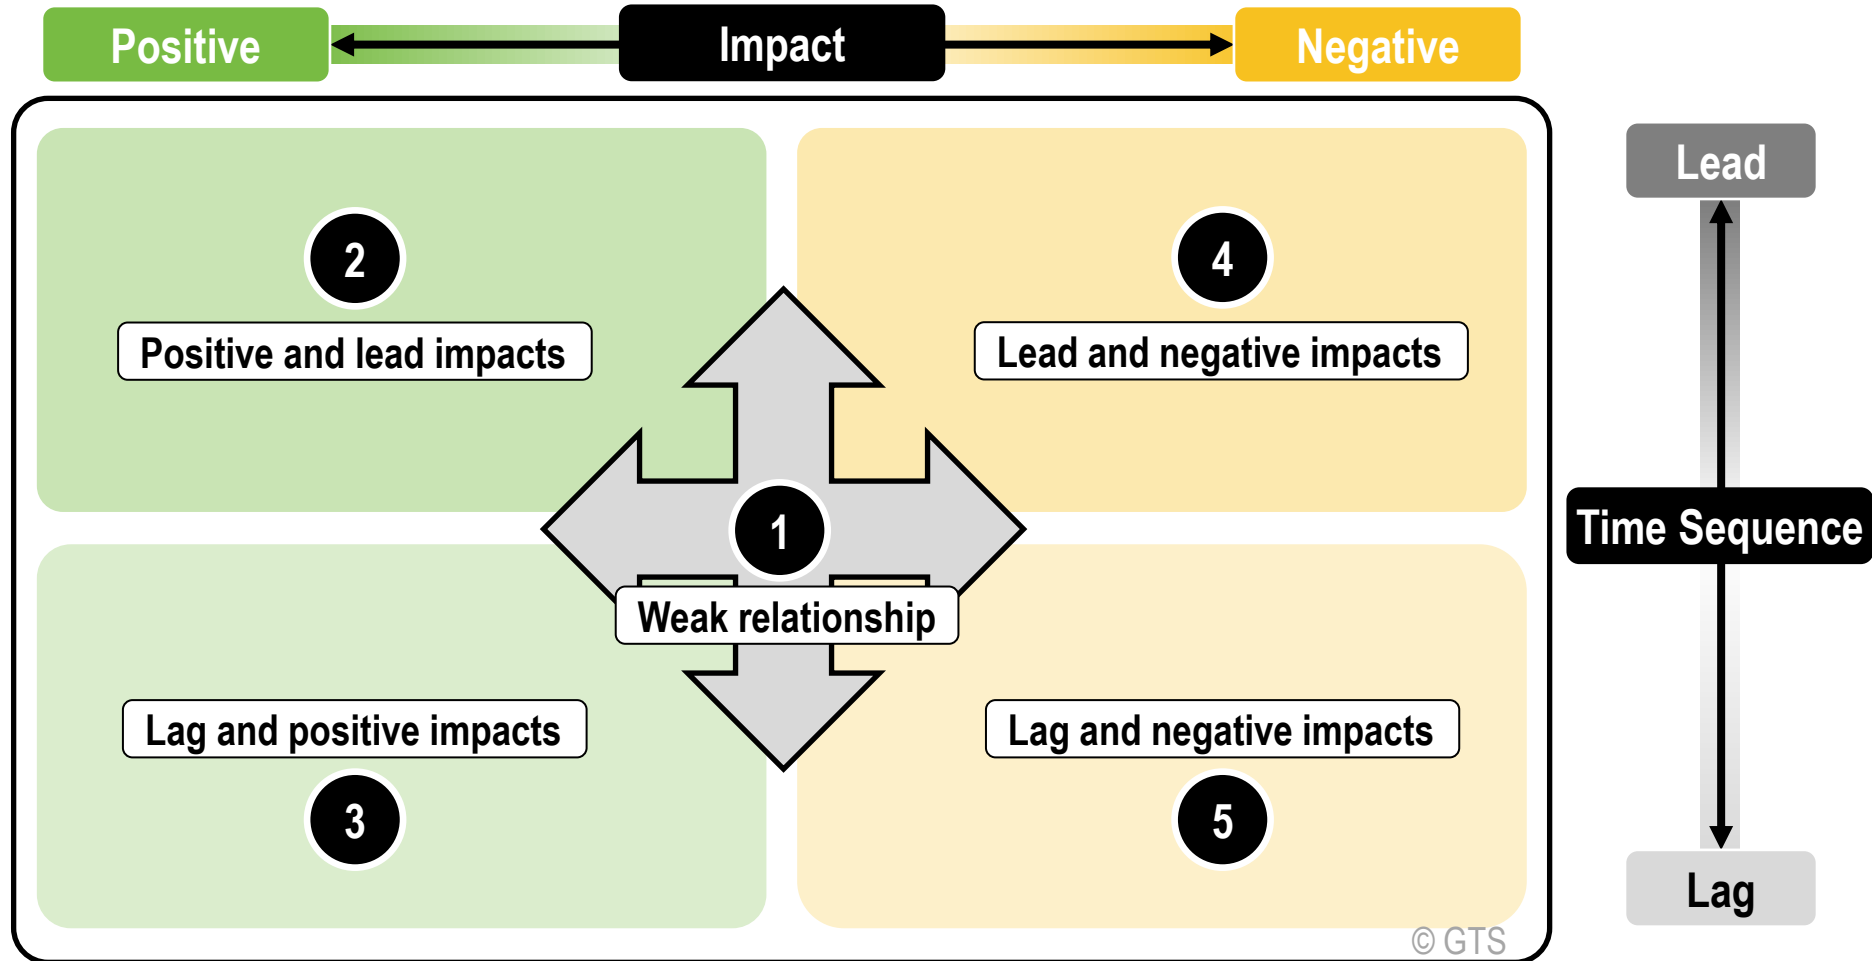 Positive
Impact
Negative
Lead
2
4
Positive and lead impacts
Lead and negative impacts
1
Time Sequence
Weak relationship
Lag and positive impacts
Lag and negative impacts
3
5
Lag
© GTS